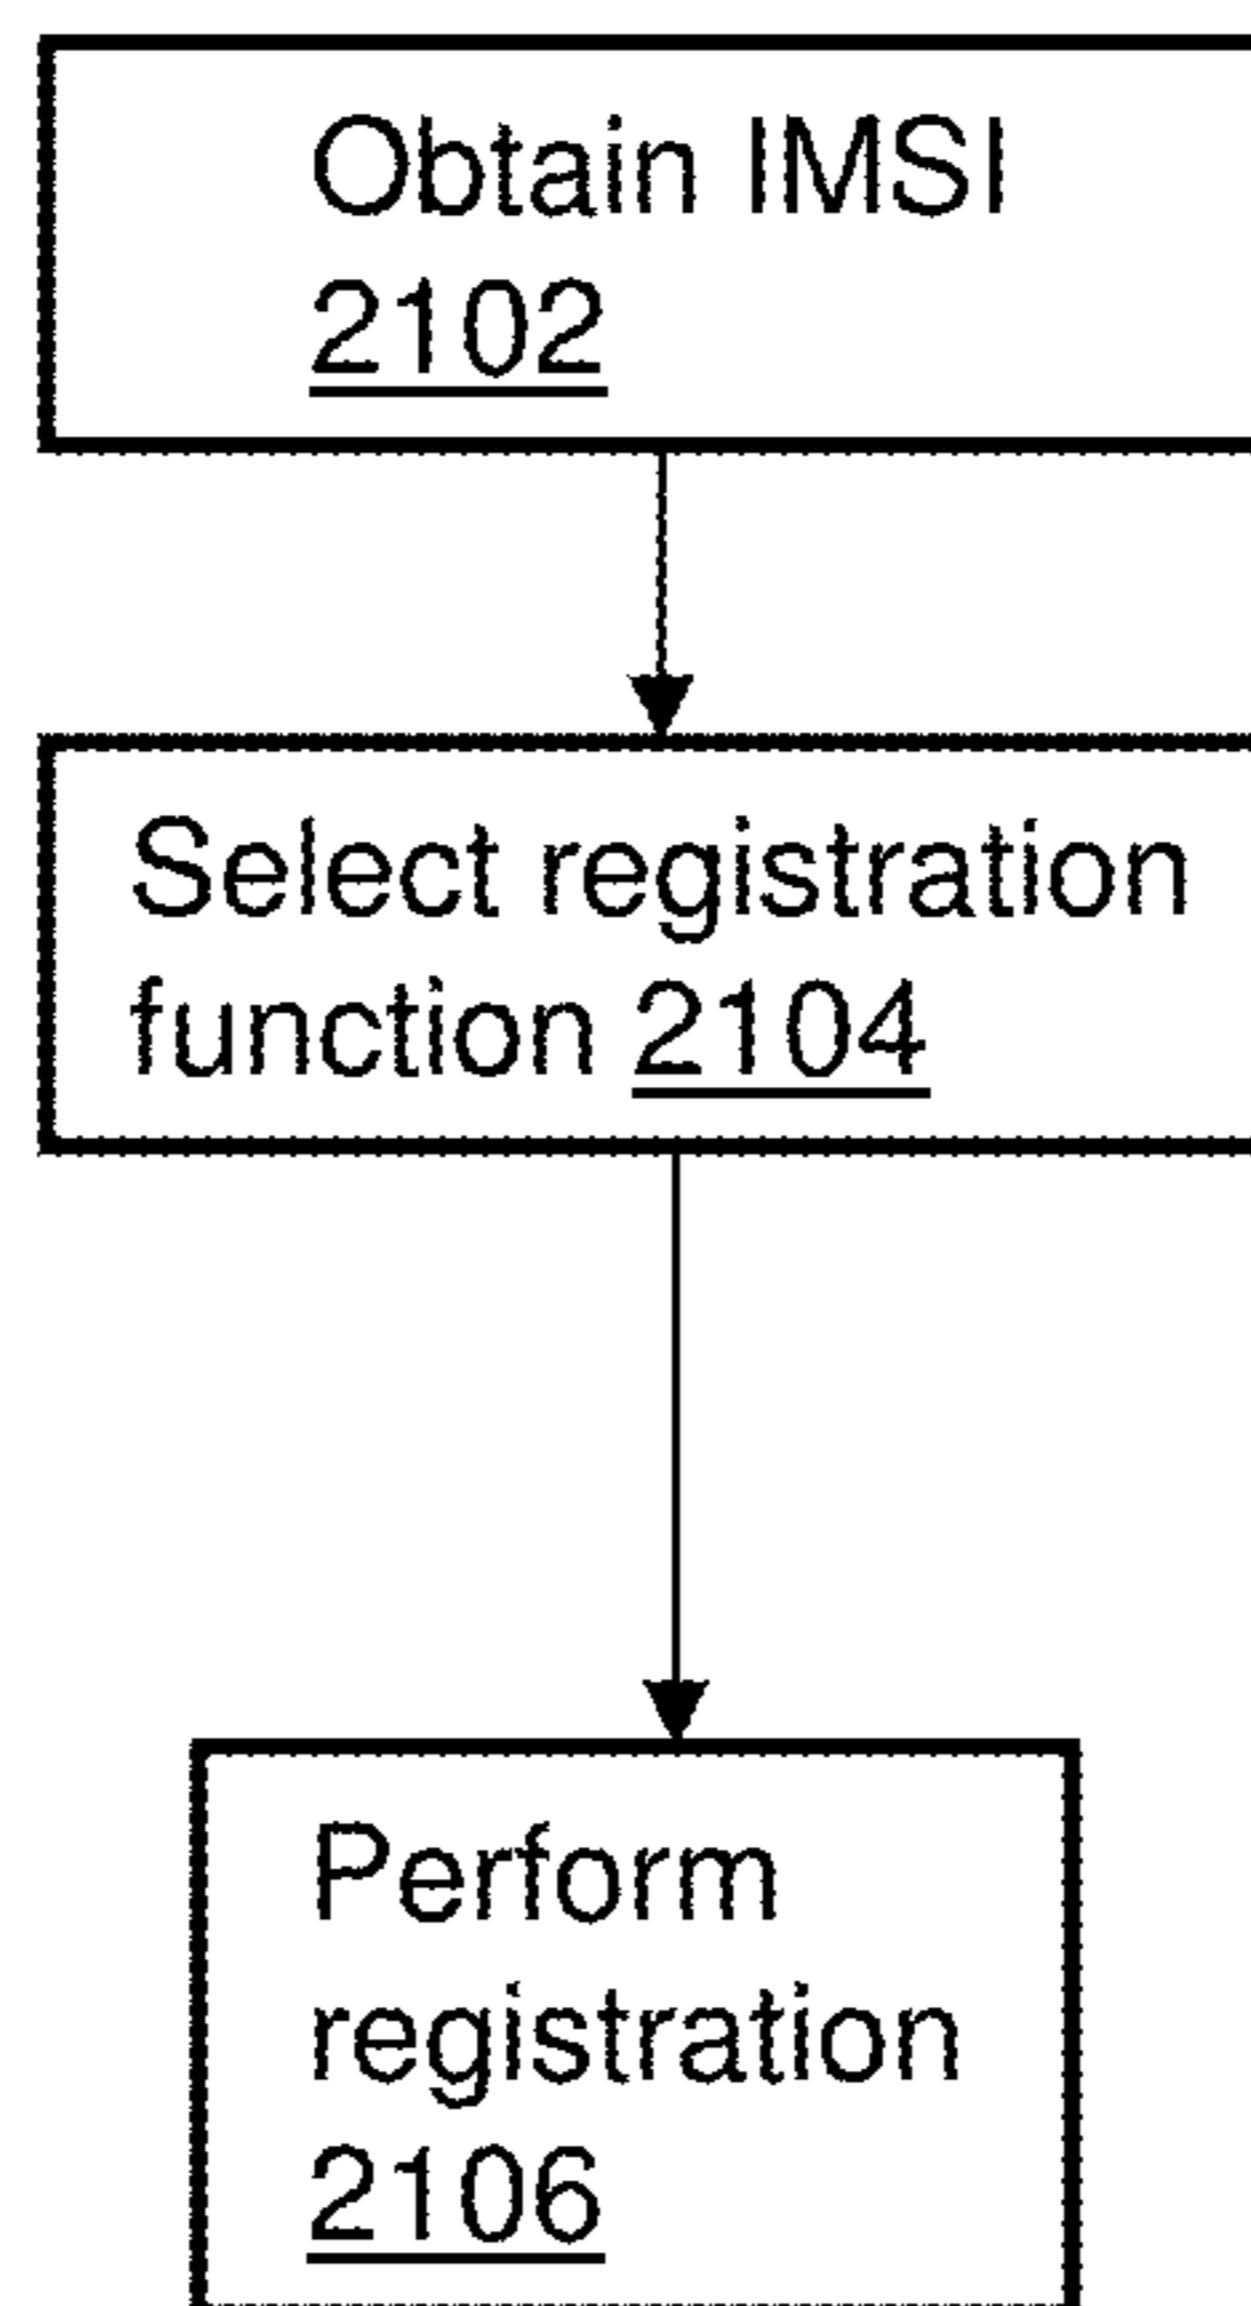 Obtain IMSI
2102
Select registration
function 2104
Perform
registration
2106